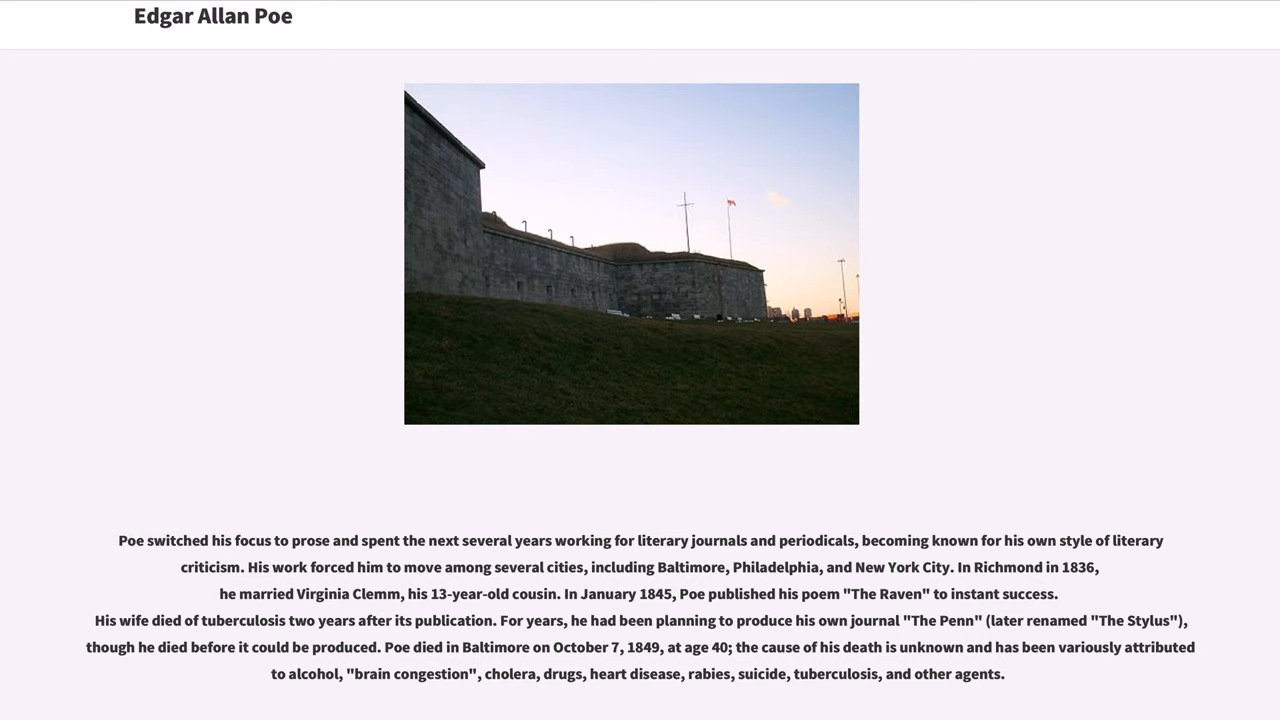 Edgar Allan Poe
Poe switched his focus to prose and spent the next several years working for literary journals and periodicals, becoming known for his own style of literary
criticism. His work forced him to move among several cities, including Baltimore, Philadelphia, and New York City. In Richmond in 1836,
he married Virginia Clemm, his 13-year-old cousin. In January 1845, Poe published his poem "The Raven" to instant success.
His wife died of tuberculosis two years after its publication. For years, he had been planning to produce his own journal "The Penn" (later renamed "The Stylus"),
though he died before it could be produced. Poe died in Baltimore on October 7, 1849, at age 40; the cause of his death is unknown and has been variously attributed
to alcohol, "brain congestion", cholera, drugs, heart disease, rabies, suicide, tuberculosis, and other agents.